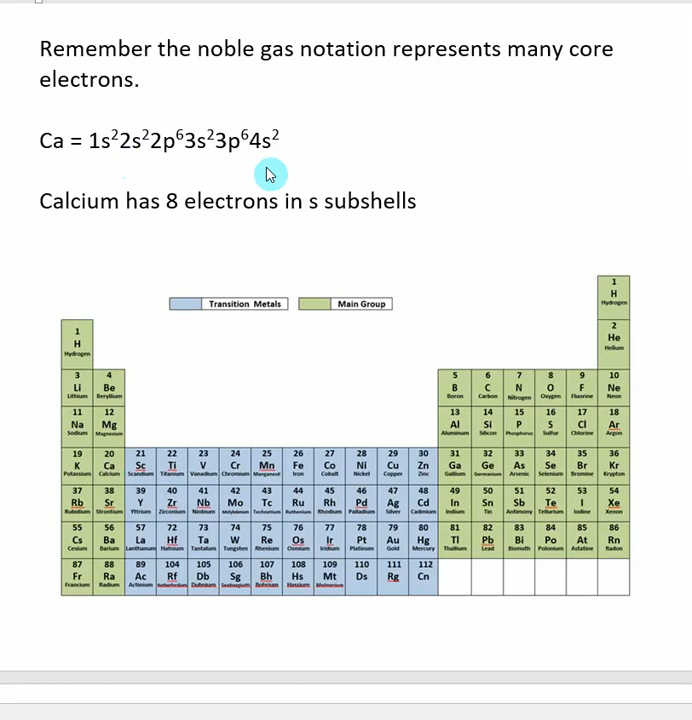 Remember the noble gas notation represents many core
electrons.
Ca = 1s²2s²2p⁶3s²3p⁶4s²
Calcium has 8 electrons in s subshells
Transition Metals Main Group
1
H
Hydrogen
1
H
Hydrogen
2
He
Helium
3 4 5 6 7 8 9 10
Li Be B C N O F Ne
Lithium Beryllium Boron Carbon Nitrogen Oxygen Fluorine Neon
11 12 13 14 15 16 17 18
Na Mg Al Si P S Cl Ar
Sodium Magnesium Aluminum Silicon Phosphorus Sulfur Chlorine Argon
19 20 21 22 23 24 25 26 27 28 29 30 31 32 33 34 35 36
K Ca Sc Ti V Cr Mn Fe Co Ni Cu Zn Ga Ge As Se Br Kr
Potassium Calcium Scandium Titanium Vanadium Chromium Manganese Iron Cobalt Nickel Copper Zinc Gallium Germanium Arsenic Selenium Bromine Krypton
37 38 39 40 41 42 43 44 45 46 47 48 49 50 51 52 53 54
Rb Sr Y Zr Nb Mo Tc Ru Rh Pd Ag Cd In Sn Sb Te I Xe
Rubidium Strontium Yttrium Zirconium Niobium Molybdenum Technetium Ruthenium Rhodium Palladium Silver Cadmium Indium Tin Antimony Tellurium Iodine Xenon
55 56 57 72 73 74 75 76 77 78 79 80 81 82 83 84 85 86
Cs Ba La Hf Ta W Re Os Ir Pt Au Hg Tl Pb Bi Po At Rn
Cesium Barium Lanthanum Hafnium Tantalum Tungsten Rhenium Osmium Iridium Platinum Gold Mercury Thallium Lead Bismuth Polonium Astatine Radon
87 88 89 104 105 106 107 108 109 110 111 112
Fr Ra Ac Rf Db Sg Bh Hs Mt Ds Rg Cn
Francium Radium Actinium Rutherfordium Dubnium Seaborgium Bohrium Hassium Meitnerium